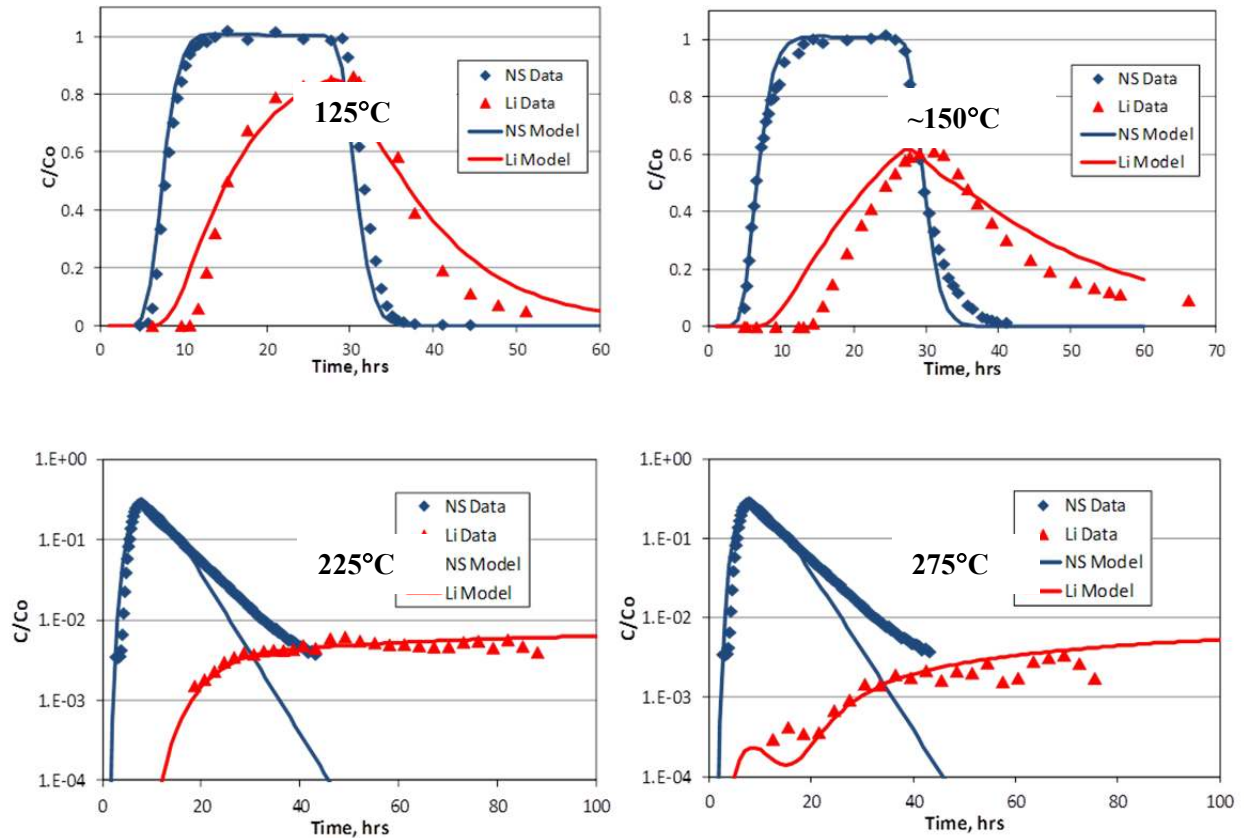 1
0.8
0.6
0.4
0.2
0
C/Co
0 10 20 30 40 50 60
Time, hrs
NS Data
Li Data
NS Model
Li Model
125°C
1
0.8
0.6
0.4
0.2
0
C/Co
0 10 20 30 40 50 60 70
Time, hrs
NS Data
Li Data
NS Model
Li Model
~150°C
1.E+00
1.E-01
1.E-02
1.E-03
1.E-04
C/Co
0 20 40 60 80 100
Time, hrs
NS Data
Li Data
NS Model
Li Model
225°C
1.E+00
1.E-01
1.E-02
1.E-03
1.E-04
C/Co
0 20 40 60 80 100
Time, hrs
NS Data
Li Data
NS Model
Li Model
275°C